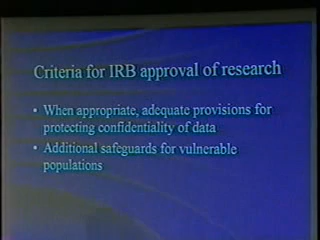 Criteria for IRB approval of research
• When appropriate, adequate provisions for
protecting confidentiality of data
• Additional safeguards for vulnerable
populations